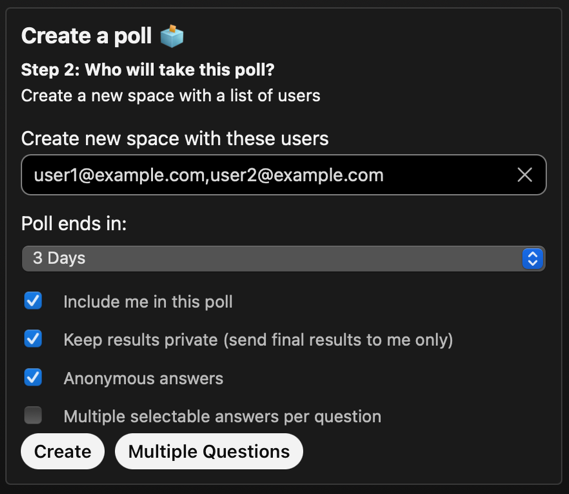 Create a poll 🗳️
Step 2: Who will take this poll?
Create a new space with a list of users
Create new space with these users
user1@example.com,user2@example.com
Poll ends in:
3 Days
Include me in this poll
Keep results private (send final results to me only)
Anonymous answers
Multiple selectable answers per question
Create Multiple Questions